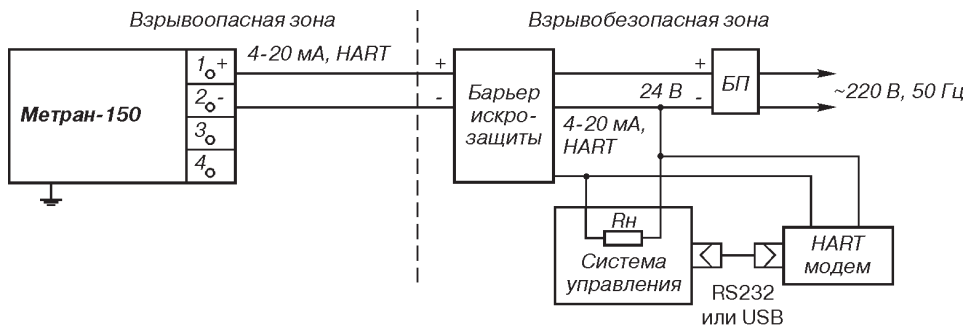 Взрывоопасная зона
Взрывобезопасная зона
Метран-150
1 +
2 -
3
4
4-20 мА, HART
+
-
Барьер
искро-
защиты
24 В
+
-
БП
~220 В, 50 Гц
4-20 мА,
HART
Rн
Система
управления
RS232
или USB
HART
модем